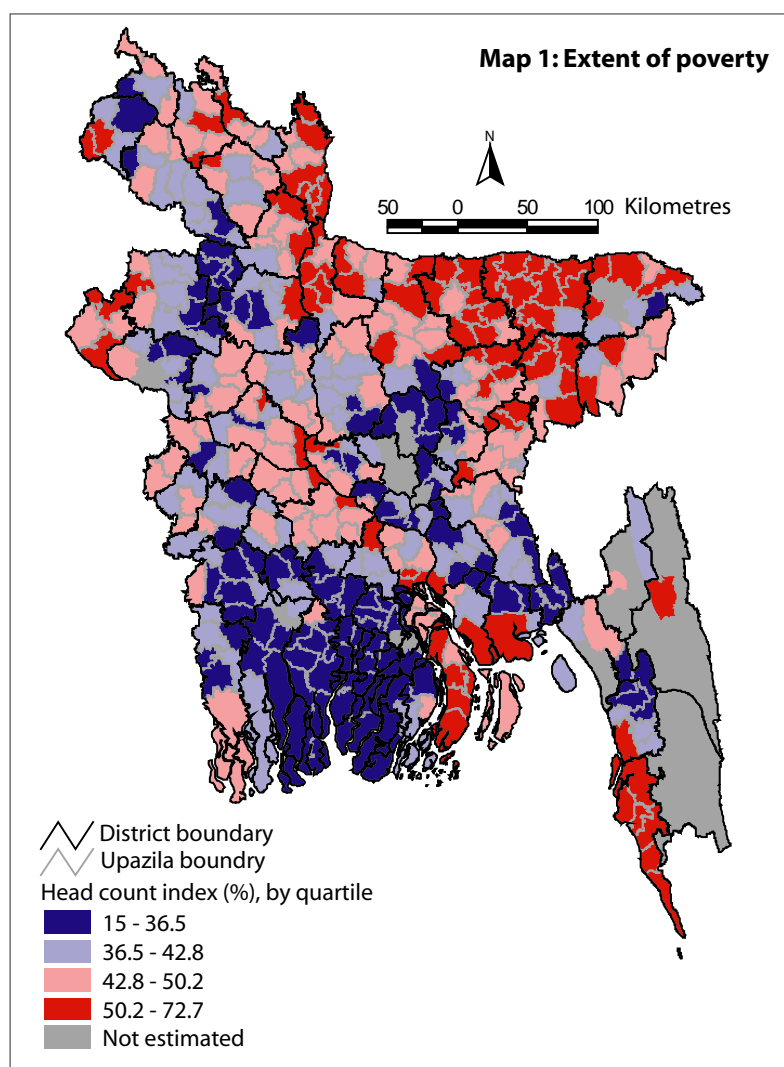 Map 1: Extent of poverty
N
50 0 50 100 Kilometres
District boundary
Upazila boundry
Head count index (%), by quartile
15 - 36.5
36.5 - 42.8
42.8 - 50.2
50.2 - 72.7
Not estimated